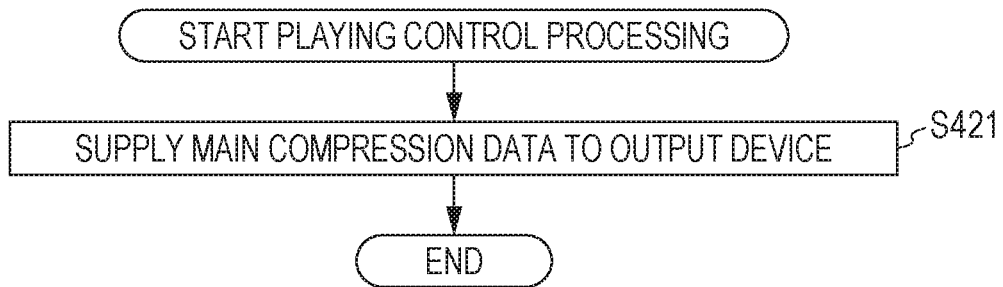 START PLAYING CONTROL PROCESSING
SUPPLY MAIN COMPRESSION DATA TO OUTPUT DEVICE
S421
END